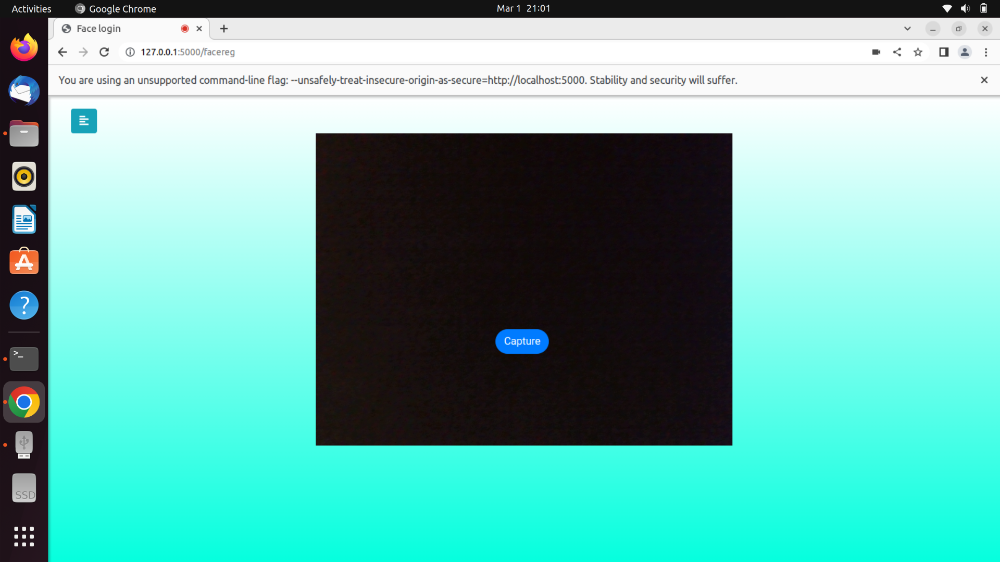 Activities
Google Chrome
Mar 1 21:01
Face login
127.0.0.1:5000/facereg
You are using an unsupported command-line flag: --unsafely-treat-insecure-origin-as-secure=http://localhost:5000. Stability and security will suffer.
Capture
>_
SSD